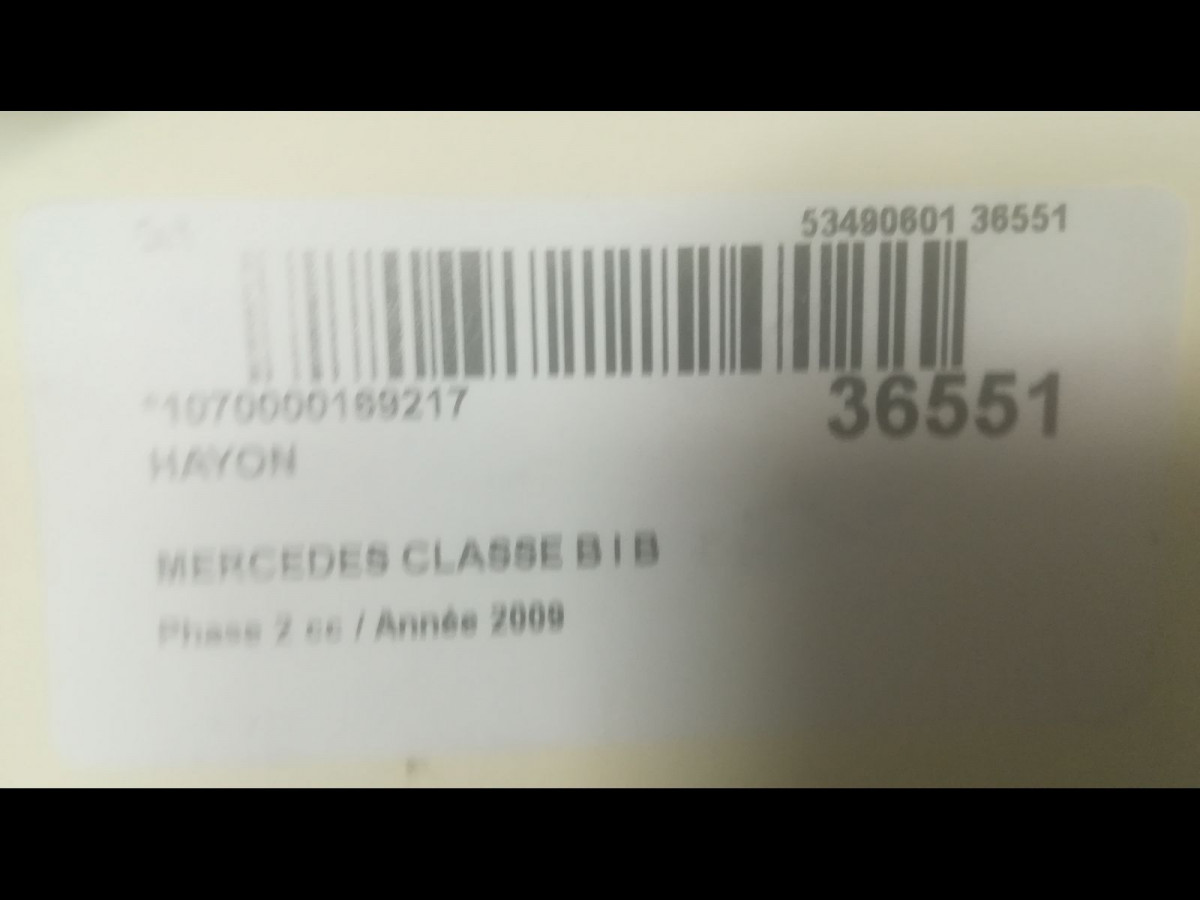 53490601 36551
*1070000169217
36551
HAYON
MERCEDES CLASSE B I B
Phase 2 cc / Année 2009